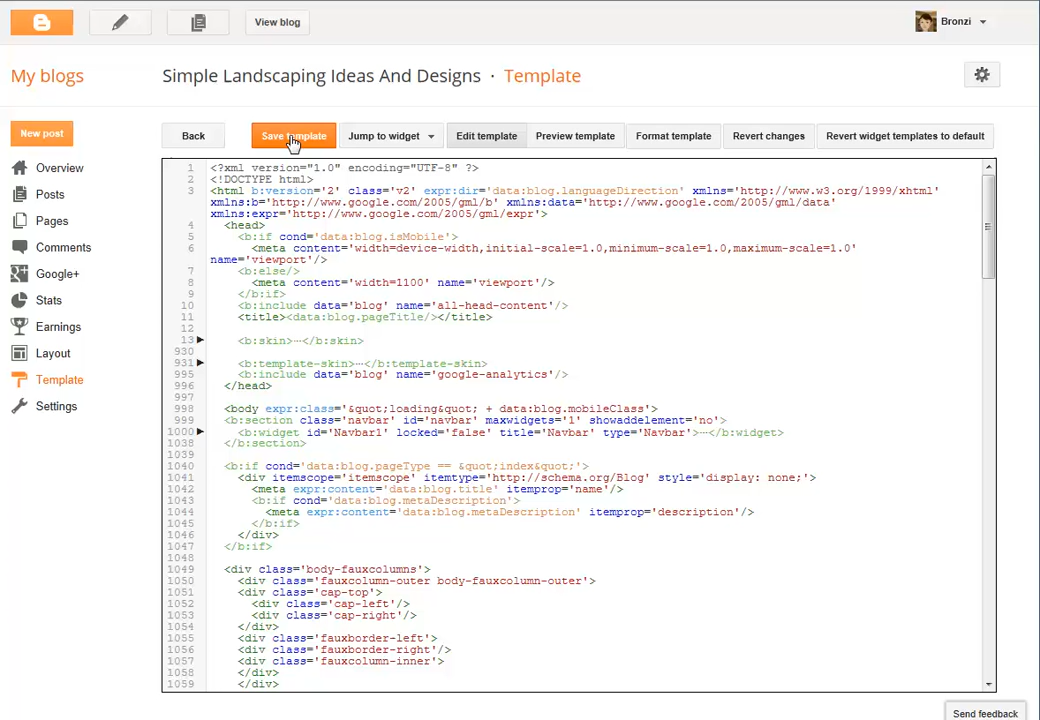 View blog
Bronzi
My blogs
Simple Landscaping Ideas And Designs · Template
New post
Back
Save template
Jump to widget
Edit template
Preview template
Format template
Revert changes
Revert widget templates to default
Overview
Posts
Pages
Comments
Google+
Stats
Earnings
Layout
Template
Settings
1 <?xml version="1.0" encoding="UTF-8" ?>
2 <!DOCTYPE html>
3 <html b:version='2' class='v2' expr:dir='data:blog.languageDirection' xmlns='http://www.w3.org/1999/xhtml'
xmlns:b='http://www.google.com/2005/gml/b' xmlns:data='http://www.google.com/2005/gml/data'
xmlns:expr='http://www.google.com/2005/gml/expr'>
4 <head>
5 <b:if cond='data:blog.isMobile'>
6 <meta content='width=device-width,initial-scale=1.0,minimum-scale=1.0,maximum-scale=1.0'
name='viewport'/>
7 <b:else/>
8 <meta content='width=1100' name='viewport'/>
9 </b:if>
10 <b:include data='blog' name='all-head-content'/>
11 <title><data:blog.pageTitle/></title>
12
13 <b:skin>↔</b:skin>
930
931 <b:template-skin>↔</b:template-skin>
995 <b:include data='blog' name='google-analytics'/>
996 </head>
997
998 <body expr:class='&quot;loading&quot; + data:blog.mobileClass'>
999 <b:section class='navbar' id='navbar' maxwidgets='1' showaddelement='no'>
1000 <b:widget id='Navbar1' locked='false' title='Navbar' type='Navbar'>↔</b:widget>
1038 </b:section>
1039
1040 <b:if cond='data:blog.pageType == &quot;index&quot;'>
1041 <div itemscope='itemscope' itemtype='http://schema.org/Blog' style='display: none;'>
1042 <meta expr:content='data:blog.title' itemprop='name'/>
1043 <b:if cond='data:blog.metaDescription'>
1044 <meta expr:content='data:blog.metaDescription' itemprop='description'/>
1045 </b:if>
1046 </div>
1047 </b:if>
1048
1049 <div class='body-fauxcolumns'>
1050 <div class='fauxcolumn-outer body-fauxcolumn-outer'>
1051 <div class='cap-top'>
1052 <div class='cap-left'/>
1053 <div class='cap-right'/>
1054 </div>
1055 <div class='fauxborder-left'>
1056 <div class='fauxborder-right'/>
1057 <div class='fauxcolumn-inner'>
1058 </div>
1059 </div>
Send feedback